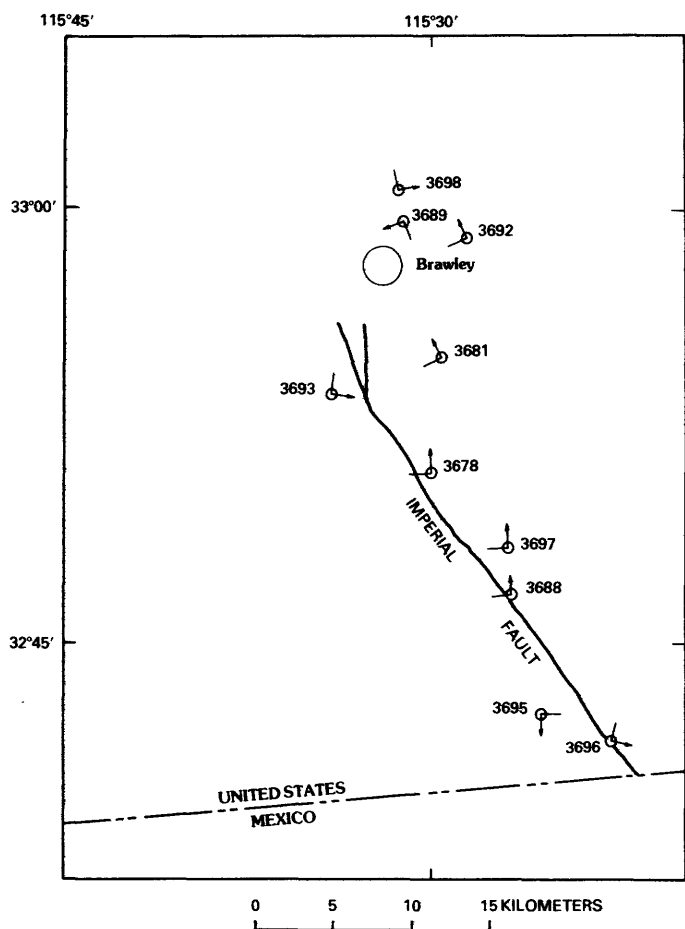 115°45′
115°30′
3698
33°00′
3689
3692
Brawley
3681
3693
3678
IMPERIAL
3697
3688
FAULT
32°45′
3695
3696
UNITED STATES
MEXICO
0 5 10 15 KILOMETERS